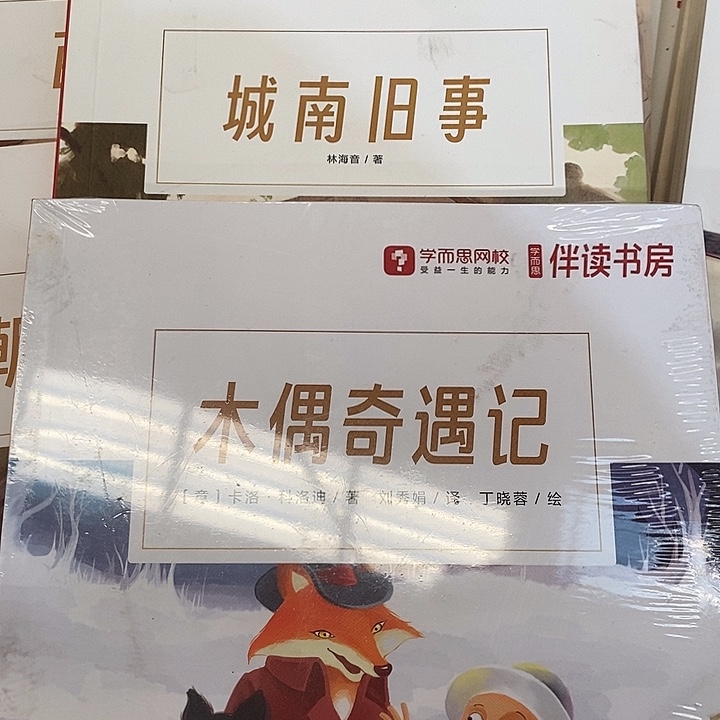 城南旧事
林海音 / 著
学而思网校
受益一生的能力
学而思
伴读书房
木偶奇遇记
[意] 卡洛·科洛迪 / 著 刘秀娟 / 译 丁晓蓉 / 绘
朝